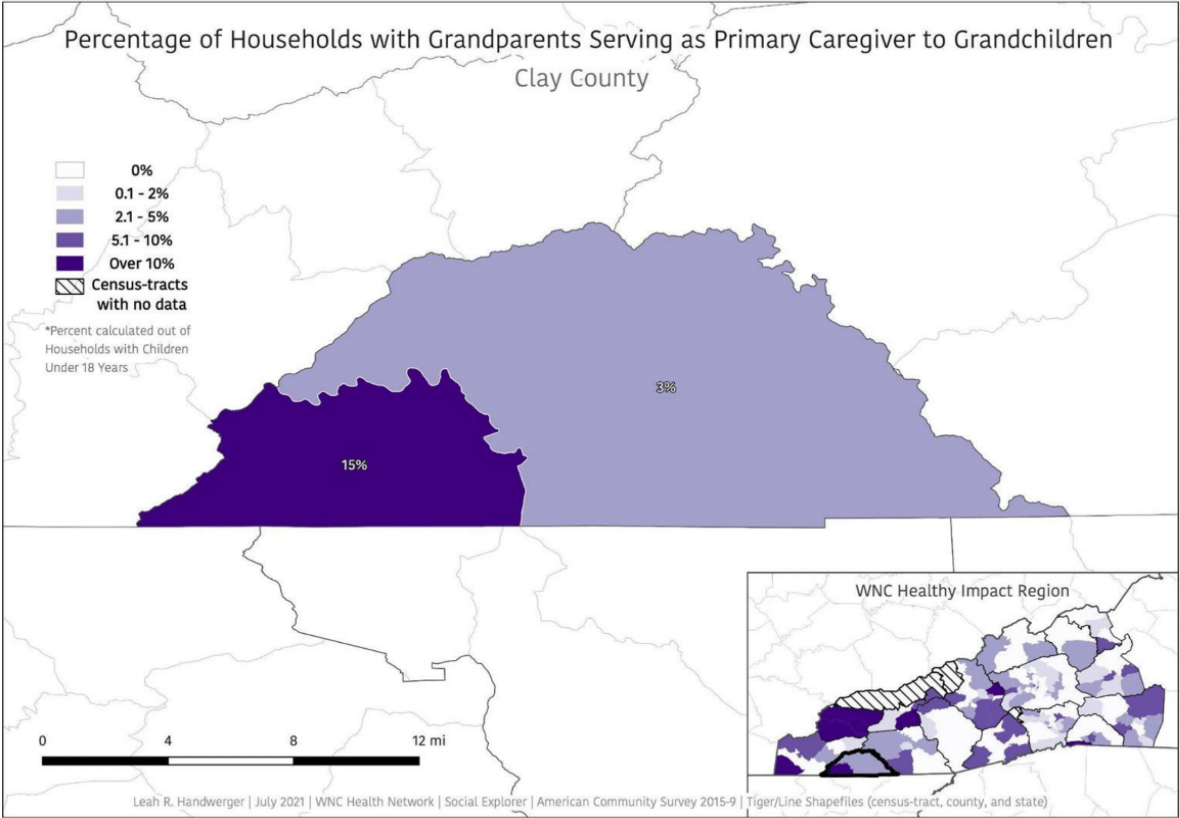 Percentage of Households with Grandparents Serving as Primary Caregiver to Grandchildren
Clay County
0%
0.1 - 2%
2.1 - 5%
5.1 - 10%
Over 10%
Census-tracts
with no data
*Percent calculated out of
Households with Children
Under 18 Years
3%
15%
WNC Healthy Impact Region
0 4 8 12 mi
Leah R. Handwerger | July 2021 | WNC Health Network | Social Explorer | American Community Survey 2015-9 | Tiger/Line Shapefiles (census-tract, county, and state)